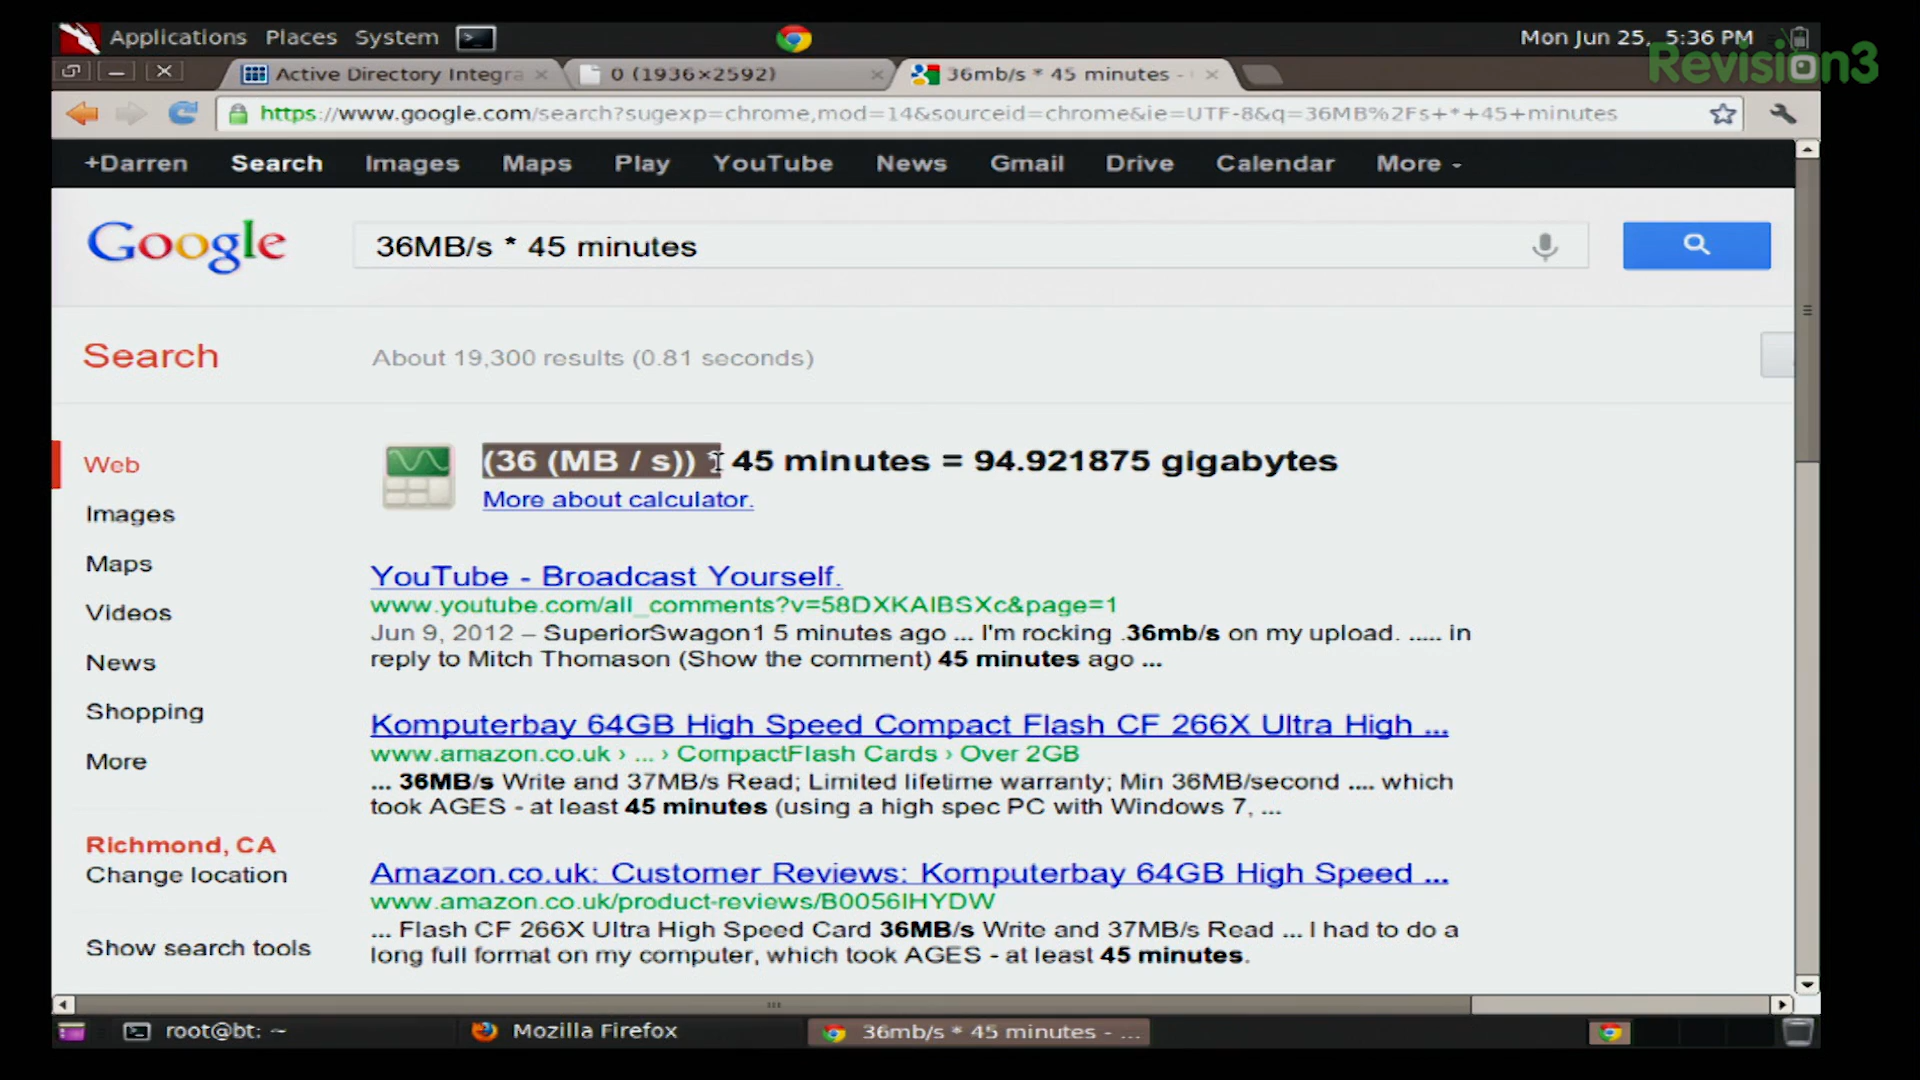 Applications Places System
Mon Jun 25, 5:36 PM
Revision3
Active Directory Integra
0 (1936×2592)
36mb/s * 45 minutes -
https://www.google.com/search?sugexp=chrome,mod=14&sourceid=chrome&ie=UTF-8&q=36MB%2Fs+*+45+minutes
+Darren Search Images Maps Play YouTube News Gmail Drive Calendar More
Google
36MB/s * 45 minutes
Search
About 19,300 results (0.81 seconds)
Web
Images
Maps
Videos
News
Shopping
More
Richmond, CA
Change location
Show search tools
(36 (MB / s)) * 45 minutes = 94.921875 gigabytes
More about calculator.
YouTube - Broadcast Yourself.
www.youtube.com/all_comments?v=58DXKAIBSXc&page=1
Jun 9, 2012 – SuperiorSwagon1 5 minutes ago ... I'm rocking .36mb/s on my upload. ..... in
reply to Mitch Thomason (Show the comment) 45 minutes ago ...
Komputerbay 64GB High Speed Compact Flash CF 266X Ultra High ...
www.amazon.co.uk › ... › CompactFlash Cards › Over 2GB
... 36MB/s Write and 37MB/s Read; Limited lifetime warranty; Min 36MB/second .... which
took AGES - at least 45 minutes (using a high spec PC with Windows 7, ...
Amazon.co.uk: Customer Reviews: Komputerbay 64GB High Speed ...
www.amazon.co.uk/product-reviews/B0056IHYDW
... Flash CF 266X Ultra High Speed Card 36MB/s Write and 37MB/s Read ... I had to do a
long full format on my computer, which took AGES - at least 45 minutes.
root@bt: ~
Mozilla Firefox
36mb/s * 45 minutes - ...